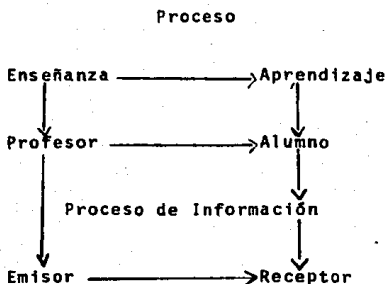 Proceso
Enseñanza Aprendizaje
Profesor Alumno
Proceso de Información
Emisor Receptor